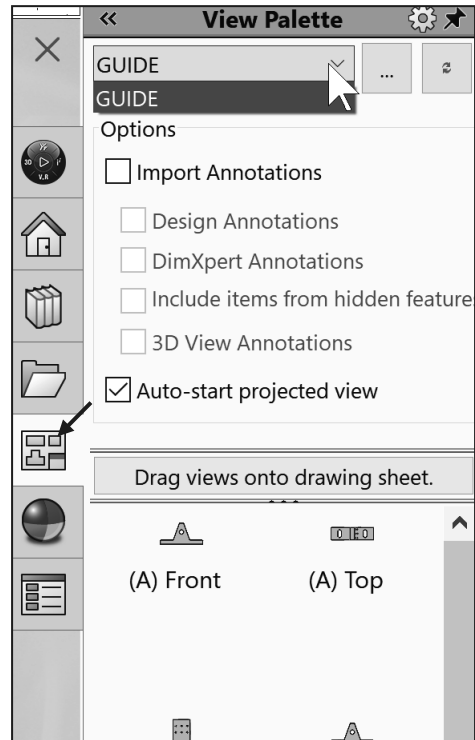 View Palette
GUIDE
...
GUIDE
Options
Import Annotations
Design Annotations
DimXpert Annotations
Include items from hidden feature
3D View Annotations
Auto-start projected view
Drag views onto drawing sheet.
(A) Front
(A) Top